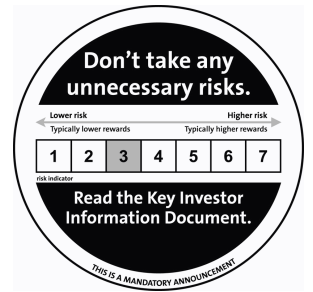 Don't take any
unnecessary risks.
Lower risk Higher risk
Typically lower rewards Typically higher rewards
1 2 3 4 5 6 7
risk indicator
Read the Key Investor
Information Document.
THIS IS A MANDATORY ANNOUNCEMENT